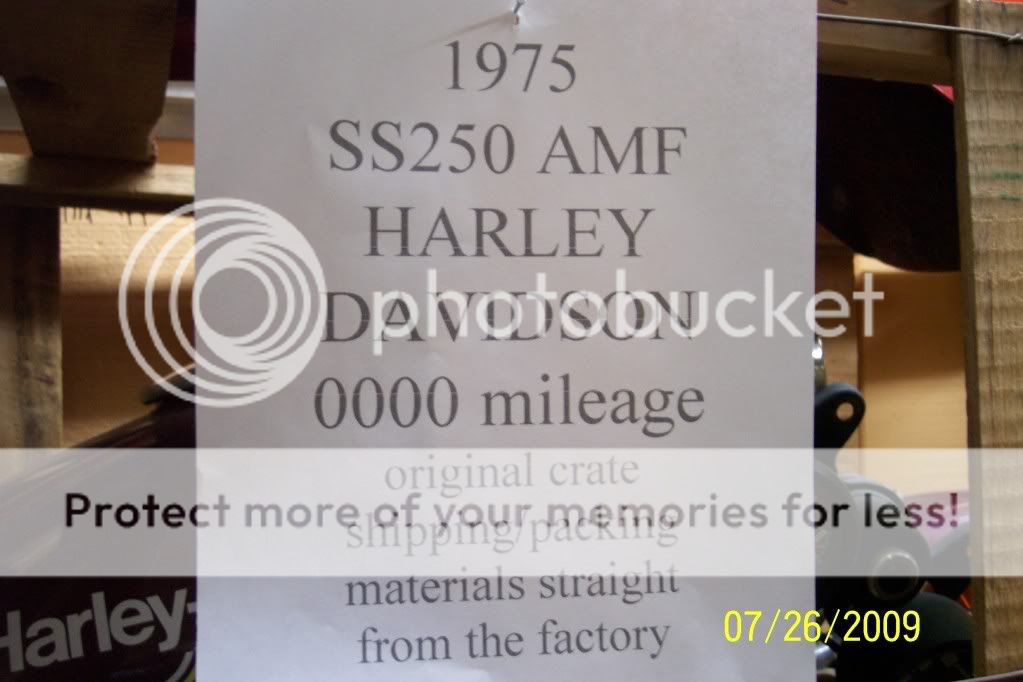 1975
SS250 AMF
HARLEY
DAVIDSON
photobucket
0000 mileage
original crate
Protect more of your memories for less!
shipping/packing
materials straight
from the factory
Harley-
07/26/2009